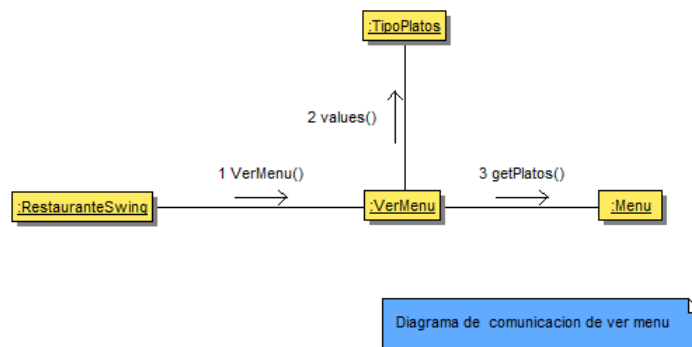 :TipoPlatos
2 values()
1 VerMenu()
3 getPlatos()
:RestauranteSwing
:VerMenu
:Menu
Diagrama de comunicacion de ver menu